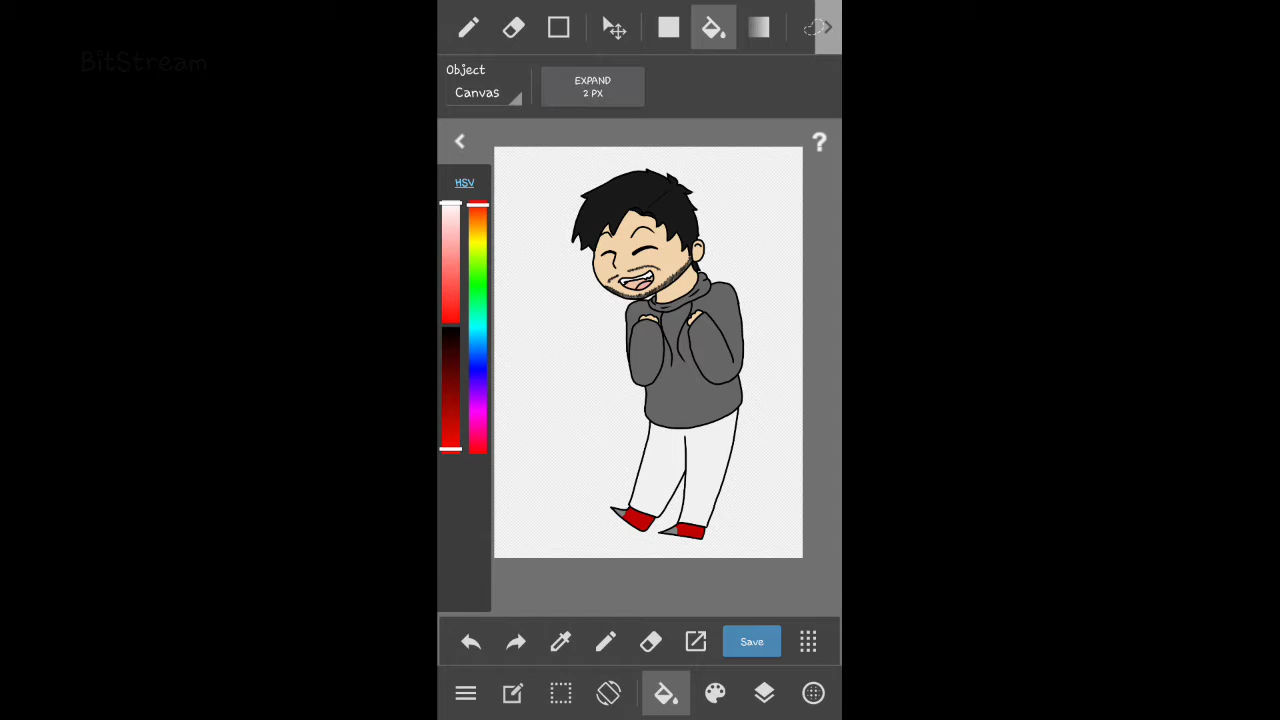 BitStream
Object
Canvas
EXPAND
2 PX
?
HSV
Save